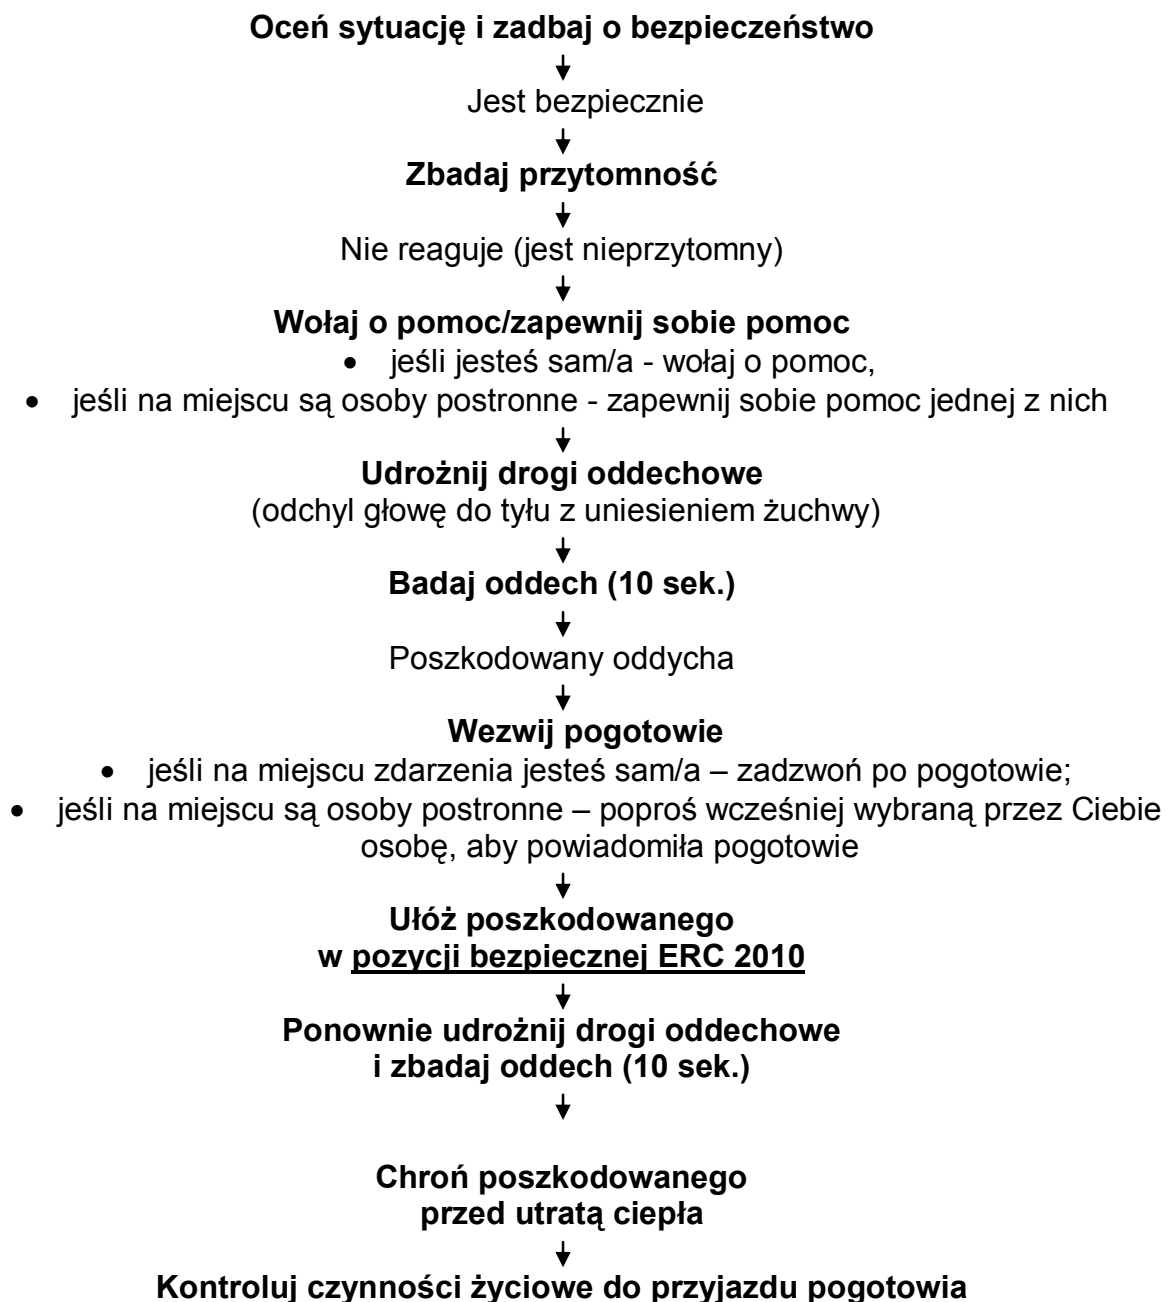 Oceń sytuację i zadbaj o bezpieczeństwo
Jest bezpiecznie
Zbadaj przytomność
Nie reaguje (jest nieprzytomny)
Wołaj o pomoc/zapewnij sobie pomoc
• jeśli jesteś sam/a - wołaj o pomoc,
• jeśli na miejscu są osoby postronne - zapewnij sobie pomoc jednej z nich
Udrożnij drogi oddechowe
(odchyl głowę do tyłu z uniesieniem żuchwy)
Badaj oddech (10 sek.)
Poszkodowany oddycha
Wezwij pogotowie
• jeśli na miejscu zdarzenia jesteś sam/a – zadzwoń po pogotowie;
• jeśli na miejscu są osoby postronne – poproś wcześniej wybraną przez Ciebie
osobę, aby powiadomiła pogotowie
Ułóż poszkodowanego
w pozycji bezpiecznej ERC 2010
Ponownie udrożnij drogi oddechowe
i zbadaj oddech (10 sek.)
Chroń poszkodowanego
przed utratą ciepła
Kontroluj czynności życiowe do przyjazdu pogotowia